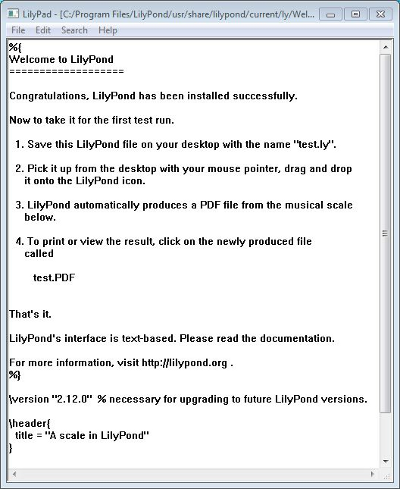 LilyPad - [C:/Program Files/LilyPond/usr/share/lilypond/current/ly/Wel...
File Edit Search Help
%{
Welcome to LilyPond
===================
Congratulations, LilyPond has been installed successfully.
Now to take it for the first test run.
1. Save this LilyPond file on your desktop with the name "test.ly".
2. Pick it up from the desktop with your mouse pointer, drag and drop
it onto the LilyPond icon.
3. LilyPond automatically produces a PDF file from the musical scale
below.
4. To print or view the result, click on the newly produced file
called
test.PDF
That's it.
LilyPond's interface is text-based. Please read the documentation.
For more information, visit http://lilypond.org .
%}
\version "2.12.0" % necessary for upgrading to future LilyPond versions.
\header{
title = "A scale in LilyPond"
}